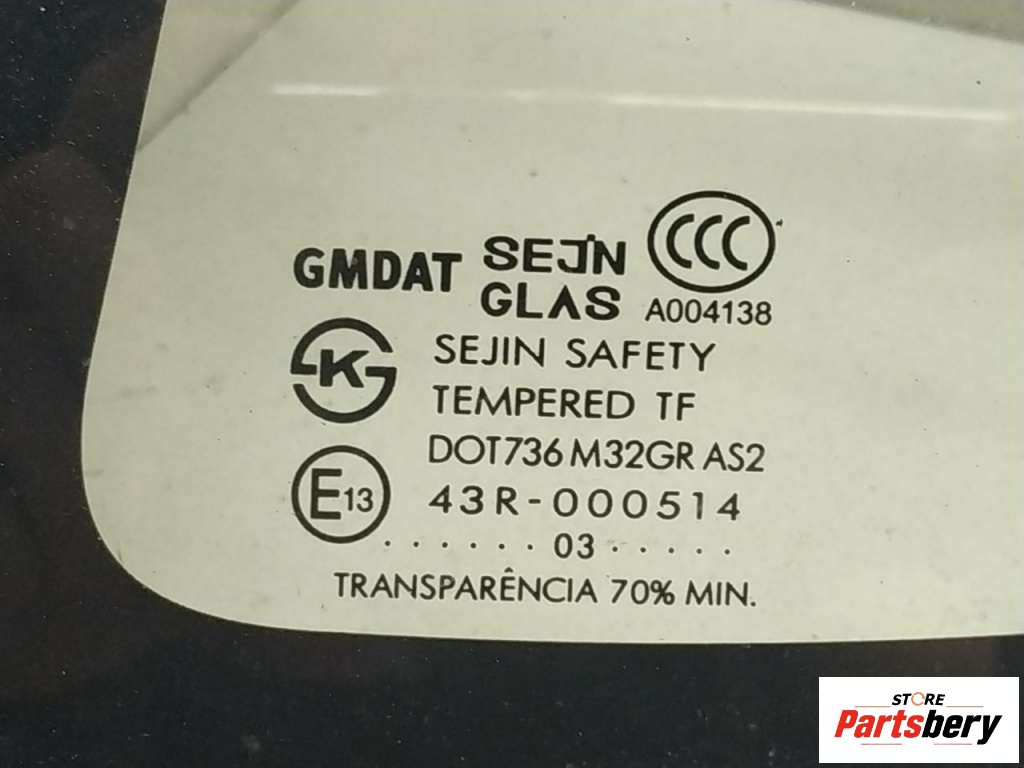 GMDAT SEJIN GLAS CCC
A004138
K SEJIN SAFETY
TEMPERED TF
DOT736 M32GR AS2
E13 43R-000514
. . . . . . 03 . . . . .
TRANSPARÊNCIA 70% MIN.
STORE
Partsbery